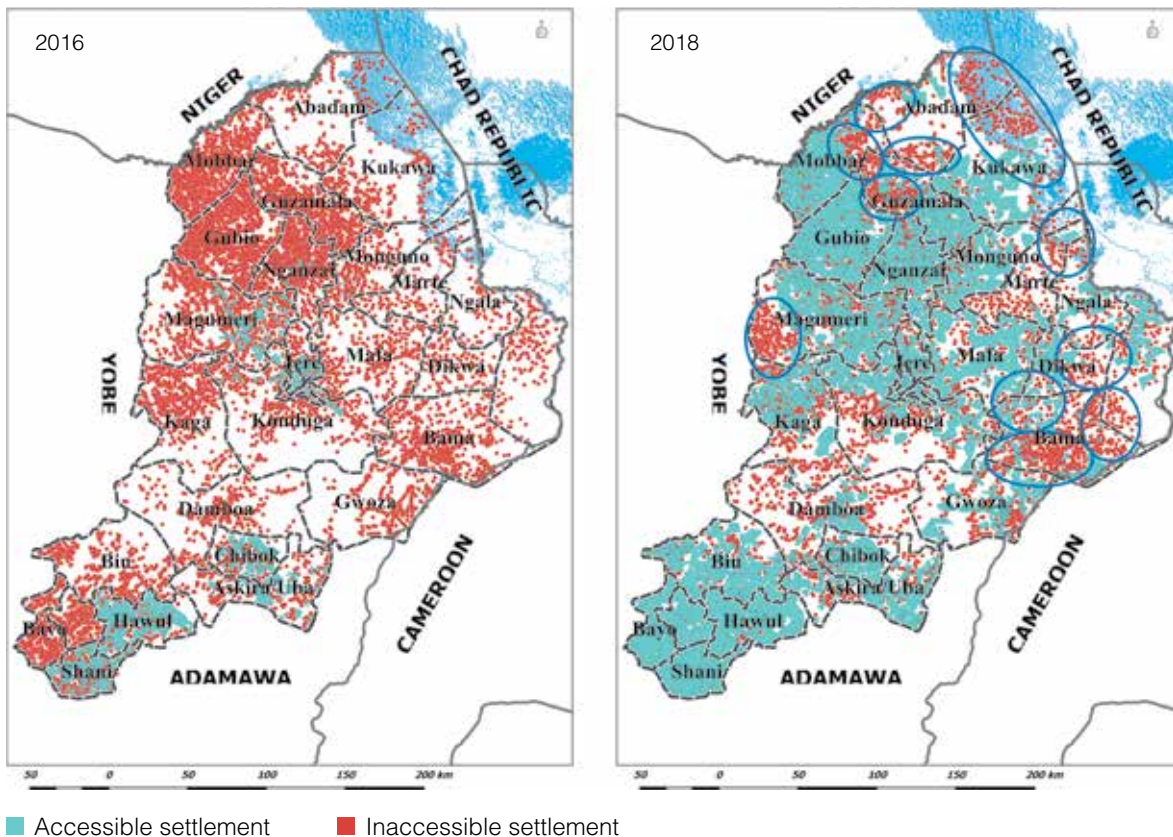 2016
NIGER
CHAD REPUBLIC
Abadam
Mobbar
Kukawa
Guzamala
Gubio
Nganzai
Monguno
Marte
Ngala
Magumeri
Jere
Mafa
Dikwa
YOBE
Kaga
Konduga
Bama
Damboa
Gwoza
Biu
Chibok
Askira/Uba
Hawul
Bayo
Shani
CAMEROON
ADAMAWA
50 0 50 100 150 200 km
2018
NIGER
CHAD REPUBLIC
Abadam
Mobbar
Kukawa
Guzamala
Gubio
Nganzai
Monguno
Marte
Ngala
Magumeri
Jere
Mafa
Dikwa
YOBE
Kaga
Konduga
Bama
Damboa
Gwoza
Biu
Chibok
Askira/Uba
Hawul
Bayo
Shani
CAMEROON
ADAMAWA
50 0 50 100 150 200 km
Accessible settlement
Inaccessible settlement